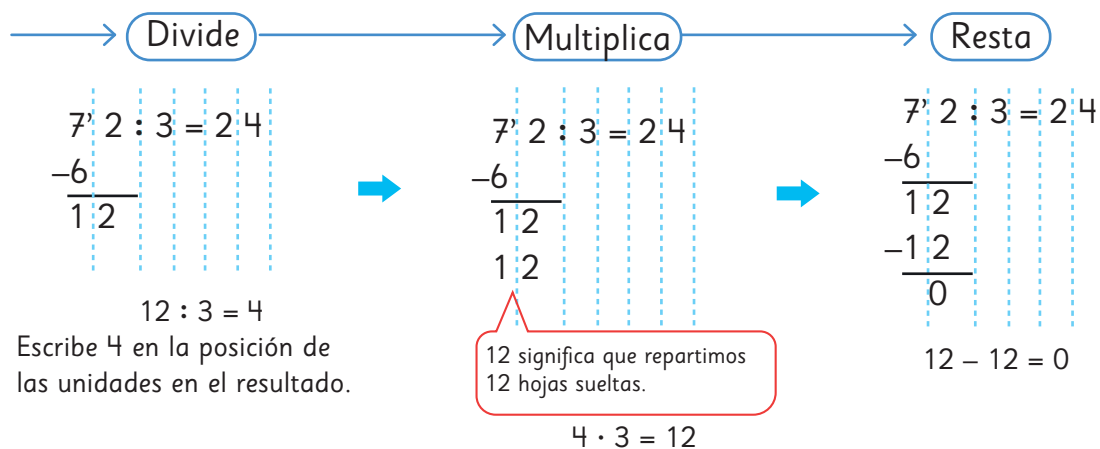 Divide
Multiplica
Resta
7’ 2 : 3 = 2 4
–6
1 2
12 : 3 = 4
Escribe 4 en la posición de
las unidades en el resultado.
7’ 2 : 3 = 2 4
–6
1 2
1 2
12 significa que repartimos
12 hojas sueltas.
4 · 3 = 12
7’ 2 : 3 = 2 4
–6
1 2
–1 2
0
12 – 12 = 0